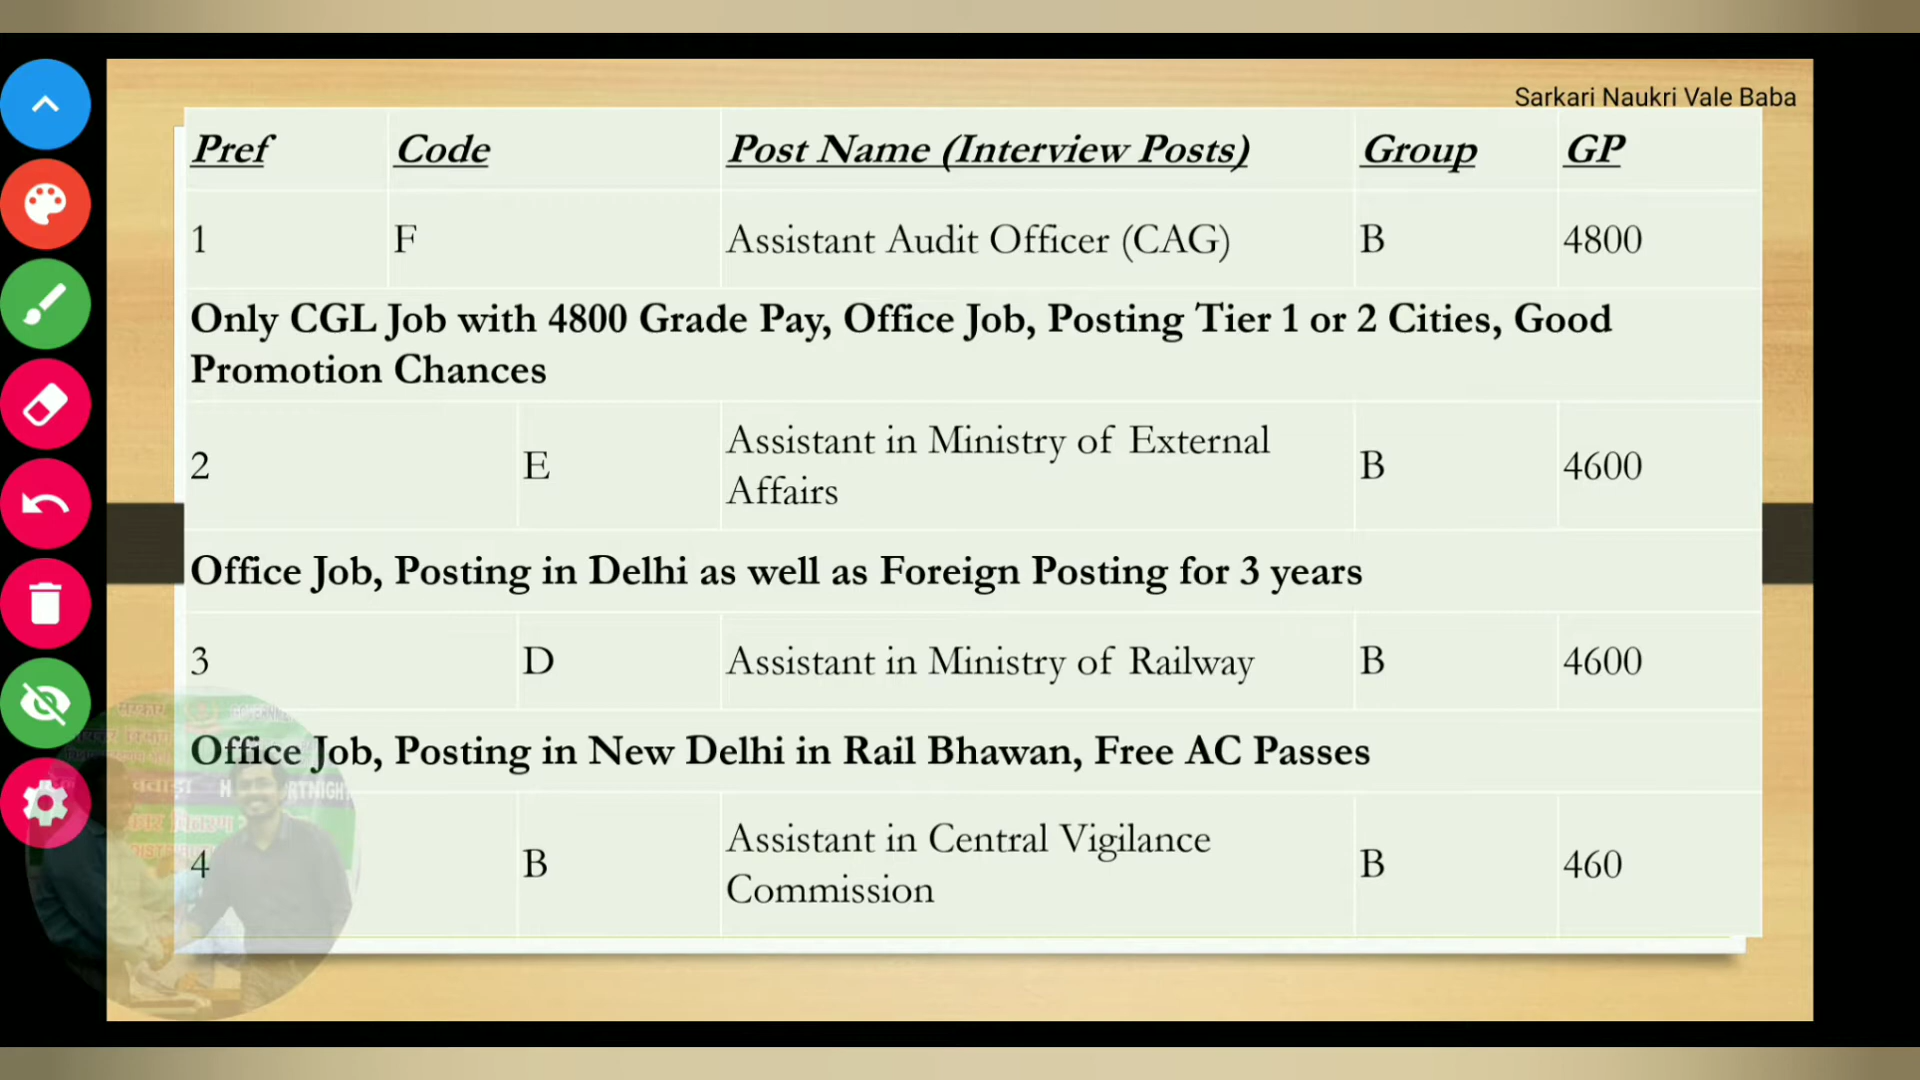 Sarkari Naukri Vale Baba
Pref Code Post Name (Interview Posts) Group GP
1 F Assistant Audit Officer (CAG) B 4800
Only CGL Job with 4800 Grade Pay, Office Job, Posting Tier 1 or 2 Cities, Good
Promotion Chances
2 E Assistant in Ministry of External
Affairs B 4600
Office Job, Posting in Delhi as well as Foreign Posting for 3 years
3 D Assistant in Ministry of Railway B 4600
Office Job, Posting in New Delhi in Rail Bhawan, Free AC Passes
4 B Assistant in Central Vigilance
Commission B 460